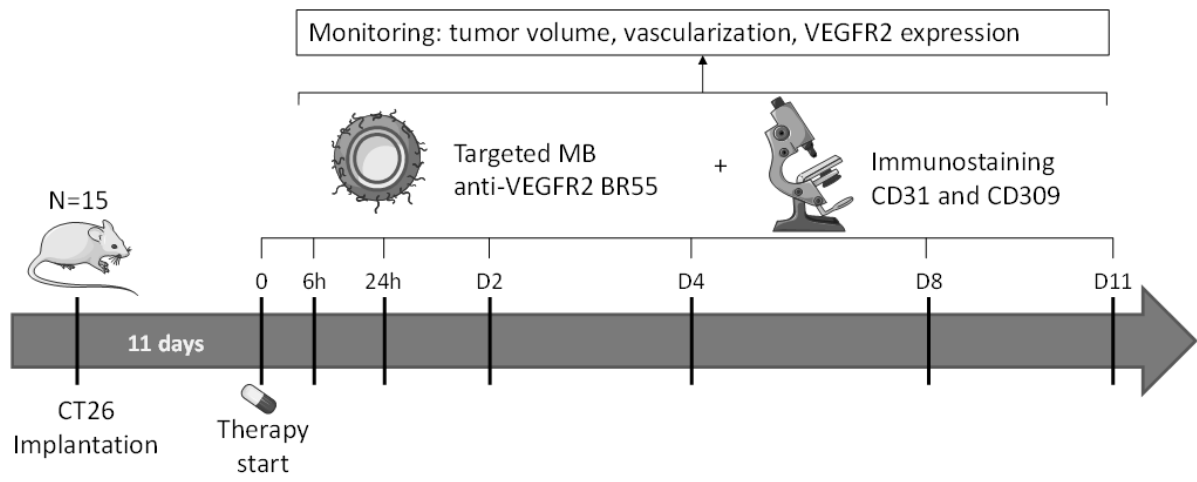 Monitoring: tumor volume, vascularization, VEGFR2 expression
Targeted MB
anti-VEGFR2 BR55
+
Immunostaining
CD31 and CD309
N=15
0
6h
24h
D2
D4
D8
D11
11 days
CT26
Implantation
Therapy
start